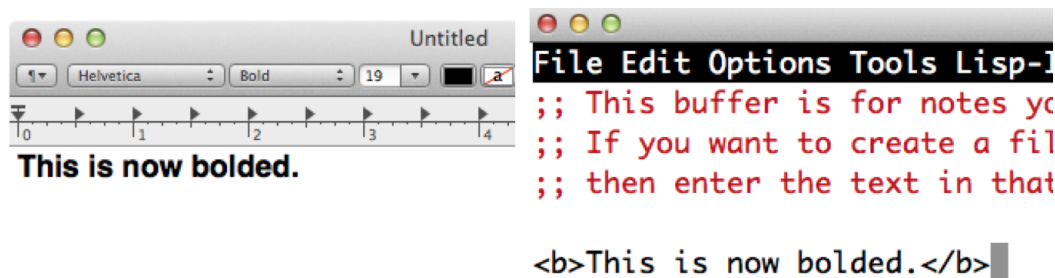 Untitled
Helvetica Bold 19 a
0 1 2 3 4
This is now bolded.
File Edit Options Tools Lisp-I
;; This buffer is for notes yo
;; If you want to create a fil
;; then enter the text in that
<b>This is now bolded.</b>